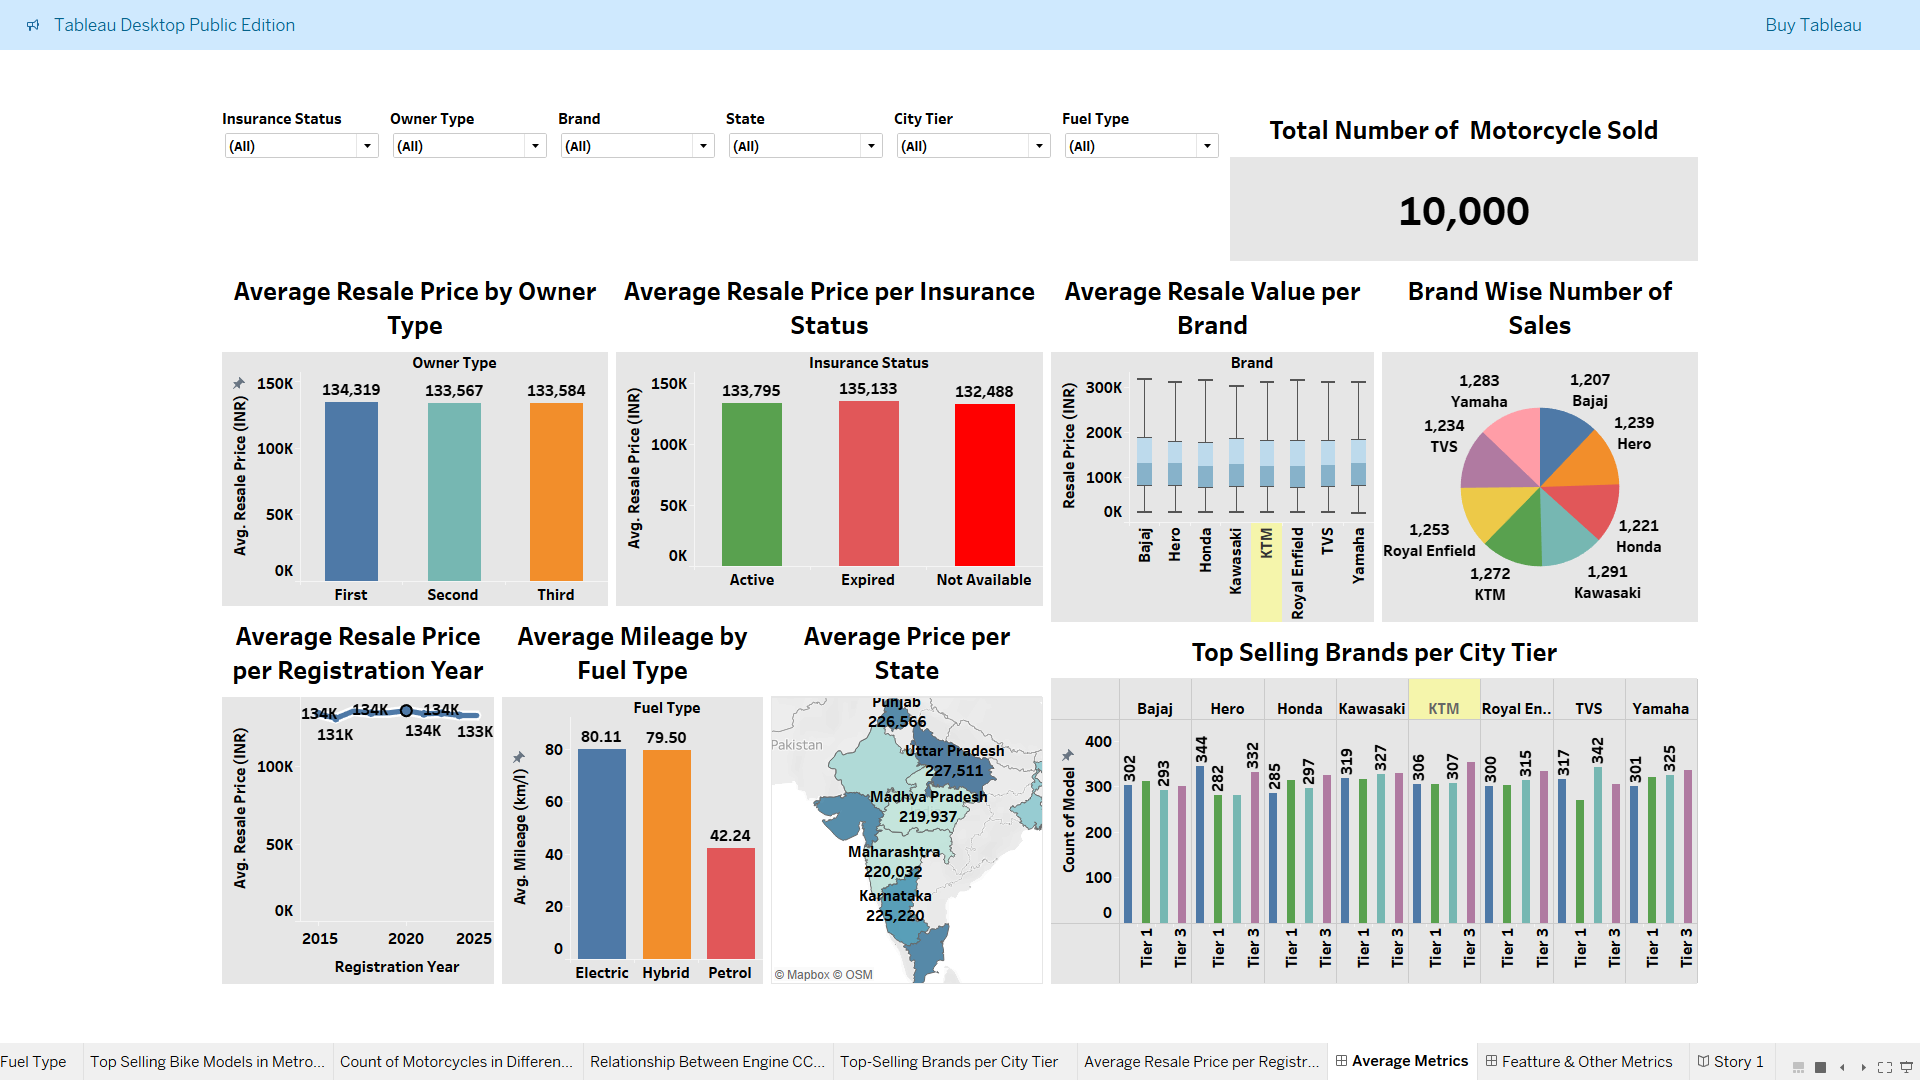 Tableau Desktop Public Edition
Buy Tableau
Insurance Status
Owner Type
Brand
State
City Tier
Fuel Type
(All)
(All)
(All)
(All)
(All)
(All)
Total Number of Motorcycle Sold
10,000
Average Resale Price by Owner
Type
Owner Type
Avg. Resale Price (INR)
150K
100K
50K
0K
134,319
133,567
133,584
First
Second
Third
Average Resale Price per Insurance
Status
Insurance Status
Avg. Resale Price (INR)
150K
100K
50K
0K
133,795
135,133
132,488
Active
Expired
Not Available
Average Resale Value per
Brand
Brand
Resale Price (INR)
300K
200K
100K
0K
Bajaj
Hero
Honda
Kawasaki
KTM
Royal Enfield
TVS
Yamaha
Brand Wise Number of
Sales
1,283
Yamaha
1,207
Bajaj
1,234
TVS
1,239
Hero
1,253
Royal Enfield
1,221
Honda
1,272
KTM
1,291
Kawasaki
Average Resale Price
per Registration Year
Avg. Resale Price (INR)
100K
50K
0K
134K
131K
134K
134K
134K
133K
2015
2020
2025
Registration Year
Average Mileage by
Fuel Type
Fuel Type
Avg. Mileage (km/l)
80
60
40
20
0
80.11
79.50
42.24
Electric
Hybrid
Petrol
Average Price per
State
Punjab
226,566
Pakistan
Uttar Pradesh
227,511
Madhya Pradesh
219,937
Maharashtra
220,032
Karnataka
225,220
© Mapbox © OSM
Top Selling Brands per City Tier
Bajaj
Hero
Honda
Kawasaki
KTM
Royal En..
TVS
Yamaha
Count of Model
400
300
200
100
0
302
293
344
282
332
285
297
319
327
306
307
300
315
317
342
301
325
Tier 1
Tier 3
Tier 1
Tier 3
Tier 1
Tier 3
Tier 1
Tier 3
Tier 1
Tier 3
Tier 1
Tier 3
Tier 1
Tier 3
Tier 1
Tier 3
Fuel Type
Top Selling Bike Models in Metro...
Count of Motorcycles in Differen...
Relationship Between Engine CC...
Top-Selling Brands per City Tier
Average Resale Price per Registr...
Average Metrics
Featture & Other Metrics
Story 1